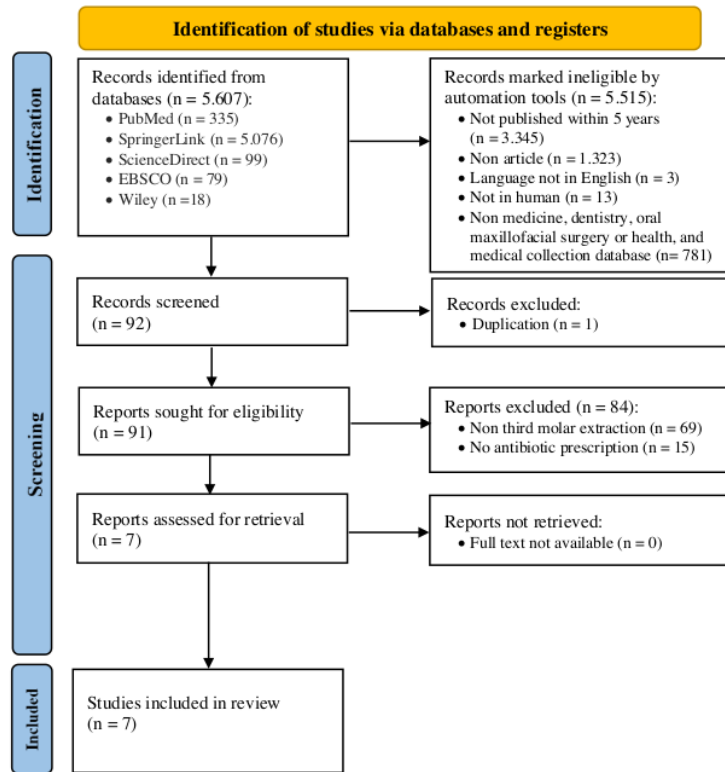 Identification of studies via databases and registers
Identification
Records identified from
databases (n = 5.607):
• PubMed (n = 335)
• SpringerLink (n = 5.076)
• ScienceDirect (n = 99)
• EBSCO (n = 79)
• Wiley (n =18)
Records marked ineligible by
automation tools (n = 5.515):
• Not published within 5 years
(n = 3.345)
• Non article (n = 1.323)
• Language not in English (n = 3)
• Not in human (n = 13)
• Non medicine, dentistry, oral
maxillofacial surgery or health, and
medical collection database (n= 781)
Screening
Records screened
(n = 92)
Records excluded:
• Duplication (n = 1)
Reports sought for eligibility
(n = 91)
Reports excluded (n = 84):
• Non third molar extraction (n = 69)
• No antibiotic prescription (n = 15)
Reports assessed for retrieval
(n = 7)
Reports not retrieved:
• Full text not available (n = 0)
Included
Studies included in review
(n = 7)